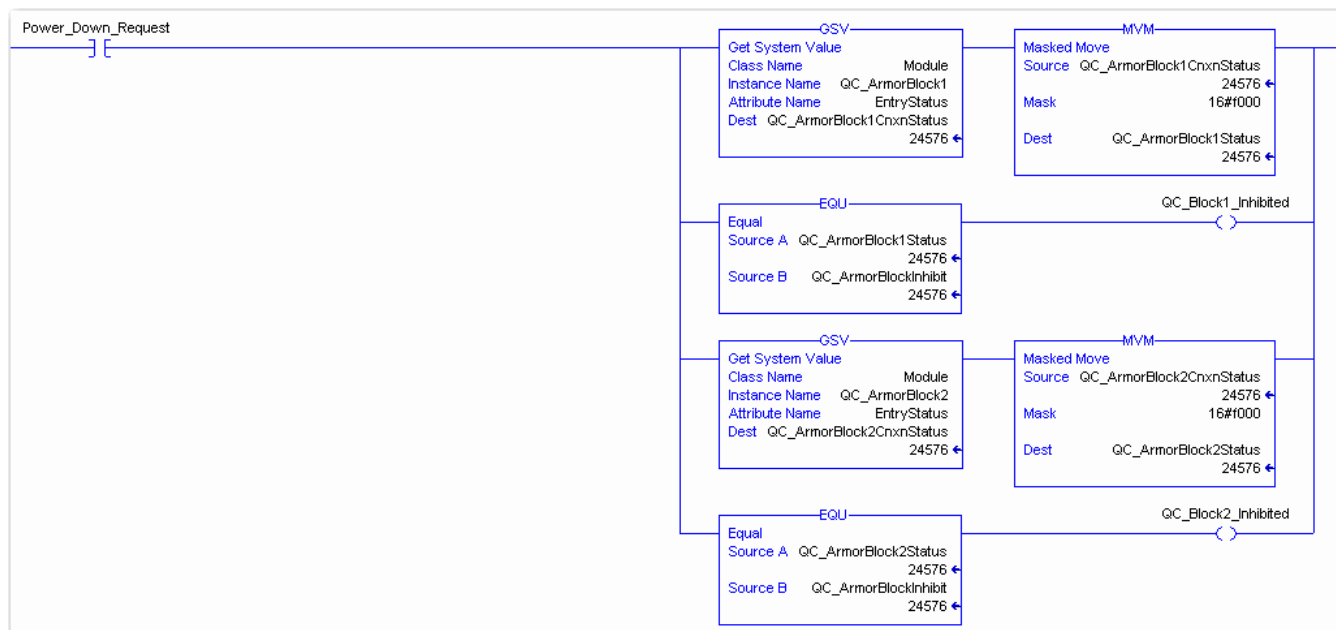 Power_Down_Request
GSV
Get System Value
Class Name Module
Instance Name QC_ArmorBlock1
Attribute Name EntryStatus
Dest QC_ArmorBlock1CnxnStatus
24576
MVM
Masked Move
Source QC_ArmorBlock1CnxnStatus
24576
Mask 16#f000
Dest QC_ArmorBlock1Status
24576
EQU
Equal
Source A QC_ArmorBlock1Status
24576
Source B QC_ArmorBlockInhibit
24576
QC_Block1_Inhibited
GSV
Get System Value
Class Name Module
Instance Name QC_ArmorBlock2
Attribute Name EntryStatus
Dest QC_ArmorBlock2CnxnStatus
24576
MVM
Masked Move
Source QC_ArmorBlock2CnxnStatus
24576
Mask 16#f000
Dest QC_ArmorBlock2Status
24576
EQU
Equal
Source A QC_ArmorBlock2Status
24576
Source B QC_ArmorBlockInhibit
24576
QC_Block2_Inhibited